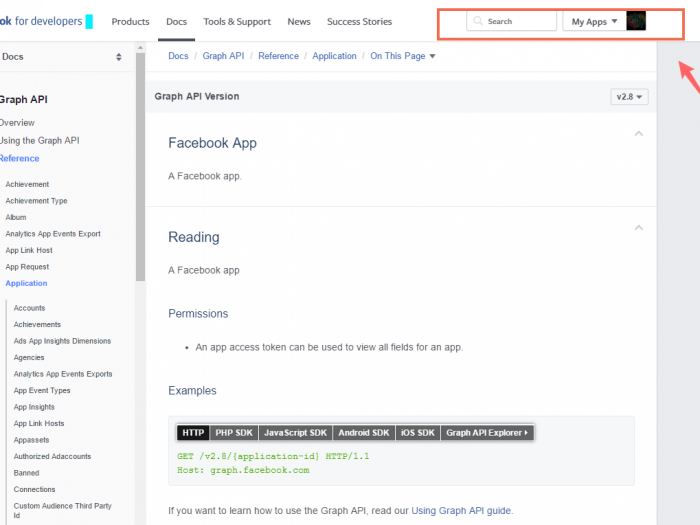 ok for developers
Products
Docs
Tools & Support
News
Success Stories
Search
My Apps
Docs
Docs / Graph API / Reference / Application / On This Page
Graph API
Overview
Using the Graph API
Reference
Achievement
Achievement Type
Album
Analytics App Events Export
App Link Host
App Request
Application
Accounts
Achievements
Ads App Insights Dimensions
Agencies
Analytics App Events Exports
App Event Types
App Insights
App Link Hosts
Appassets
Authorized Adaccounts
Banned
Connections
Custom Audience Third Party
Id
Graph API Version
v2.8
Facebook App
A Facebook app.
Reading
A Facebook app
Permissions
• An app access token can be used to view all fields for an app.
Examples
HTTP
PHP SDK
JavaScript SDK
Android SDK
iOS SDK
Graph API Explorer
GET /v2.8/{application-id} HTTP/1.1
Host: graph.facebook.com
If you want to learn how to use the Graph API, read our Using Graph API guide.